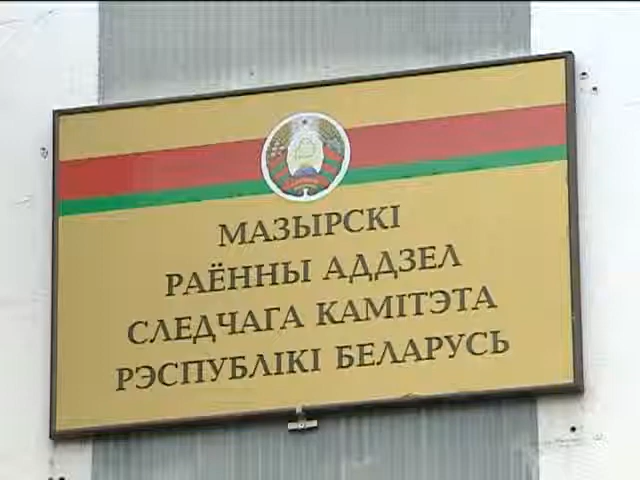 МАЗЫРСКІ
РАЁННЫ АДДЗЕЛ
СЛЕДЧАГА КАМІТЭТА
РЭСПУБЛІКІ БЕЛАРУСЬ